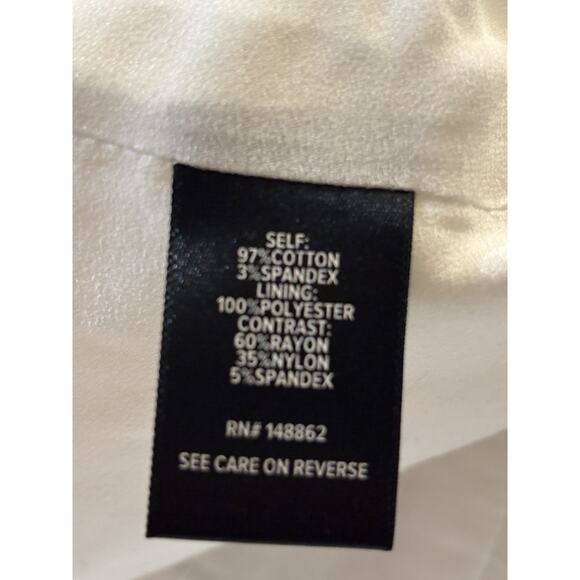 SELF:
97%COTTON
3%SPANDEX
LINING:
100%POLYESTER
CONTRAST:
60%RAYON
35%NYLON
5%SPANDEX
RN# 148862
SEE CARE ON REVERSE